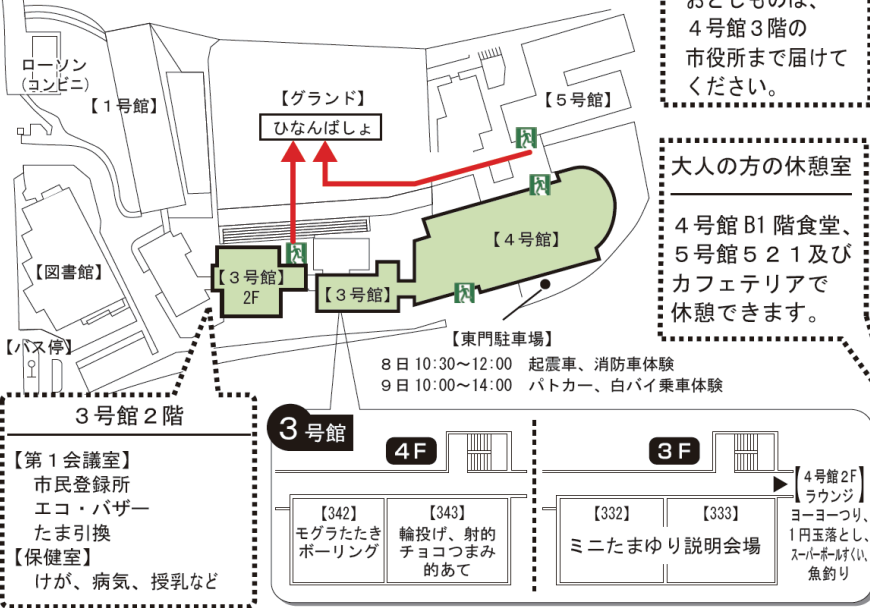 おとしものは、
４号館３階の
市役所まで届けて
ください。
ローソン
(コンビニ)
【１号館】
【グランド】
ひなんばしょ
【５号館】
大人の方の休憩室
４号館 B1 階食堂、
５号館５２１及び
カフェテリアで
休憩できます。
【４号館】
【図書館】
【３号館】
2F
【３号館】
【バス停】
【東門駐車場】
８日 10:30～12:00 起震車、消防車体験
９日 10:00～14:00 パトカー、白バイ乗車体験
３号館２階
【第１会議室】
市民登録所
エコ・バザー
たま引換
【保健室】
けが、病気、授乳など
3 号館
4F
【342】
モグラたたき
ボーリング
【343】
輪投げ、射的
チョコつまみ
的あて
3F
【332】
【333】
ミニたまゆり説明会場
【４号館2F
ラウンジ】
ヨーヨーつり、
１円玉落とし、
スーパーボールすくい、
魚釣り